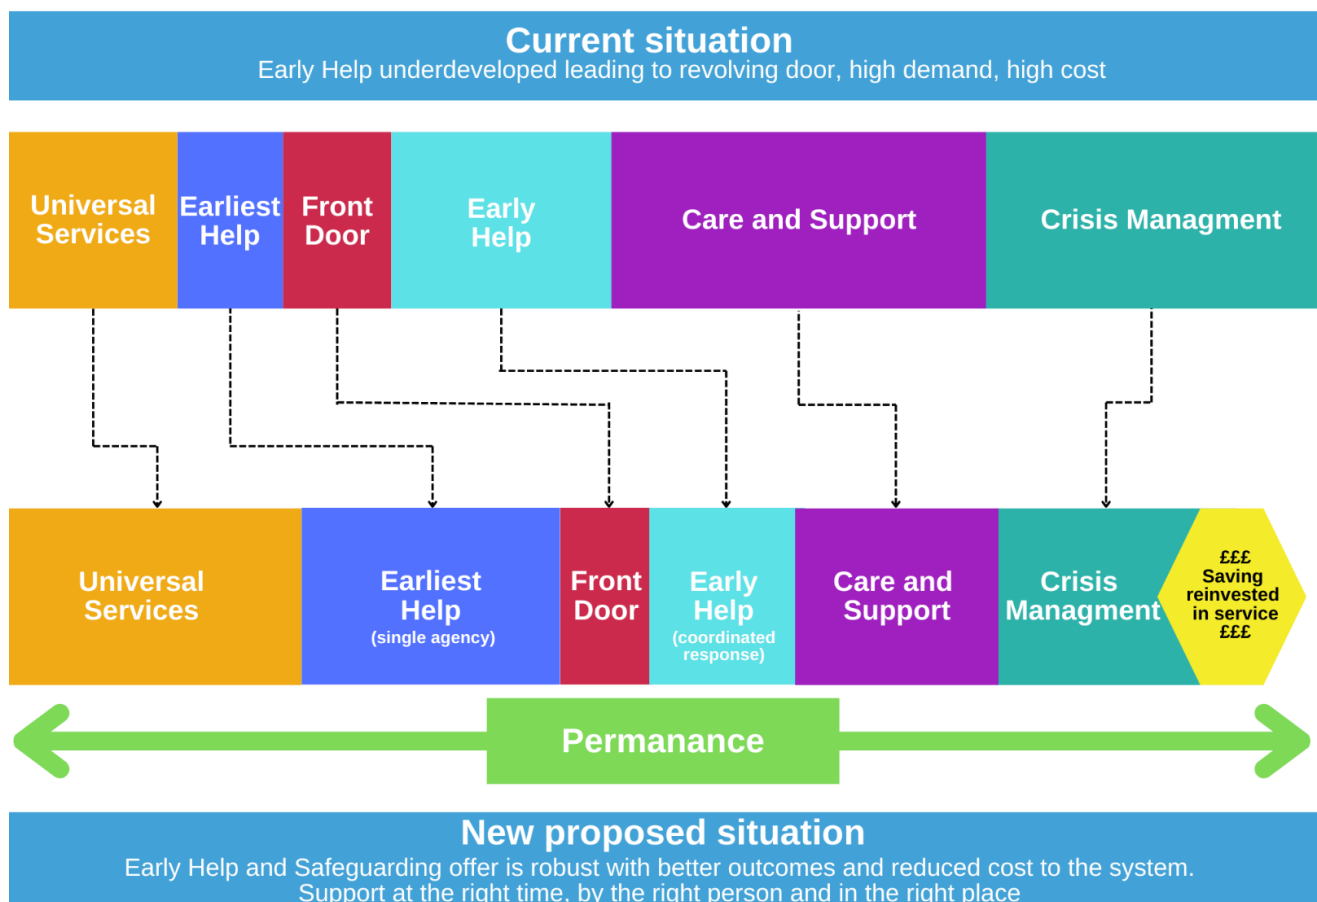 Current situation
Early Help underdeveloped leading to revolving door, high demand, high cost
Universal
Services
Earliest
Help
Front
Door
Early
Help
Care and Support
Crisis Managment
Universal
Services
Earliest
Help
(single agency)
Front
Door
Early
Help
(coordinated
response)
Care and
Support
Crisis
Managment
£££
Saving
reinvested
in service
£££
Permanance
New proposed situation
Early Help and Safeguarding offer is robust with better outcomes and reduced cost to the system.
Support at the right time, by the right person and in the right place